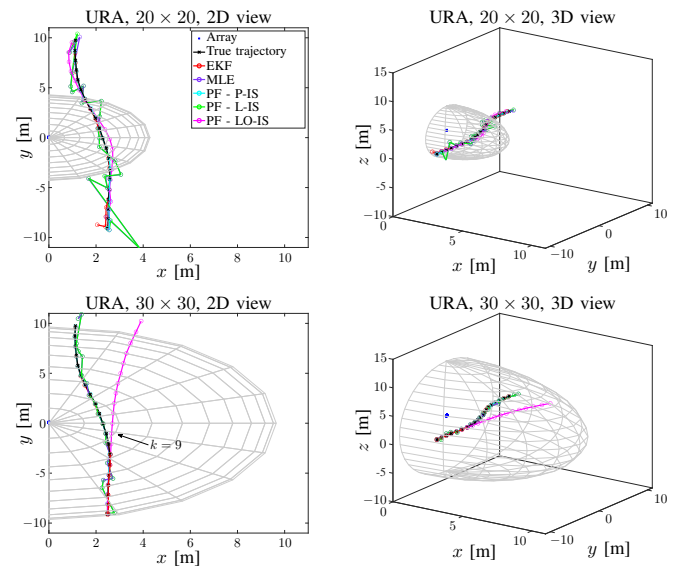 URA, 20 × 20, 2D view
10
5
0
−5
−10
y [m]
0
2
4
6
8
10
x [m]
Array
True trajectory
EKF
MLE
PF - P-IS
PF - L-IS
PF - LO-IS
URA, 20 × 20, 3D view
15
10
5
0
−5
−10
z [m]
0
5
10
x [m]
−10
0
10
y [m]
URA, 30 × 30, 2D view
10
5
0
−5
−10
y [m]
k = 9
0
2
4
6
8
10
x [m]
URA, 30 × 30, 3D view
15
10
5
0
−5
−10
z [m]
0
5
10
x [m]
−10
0
10
y [m]